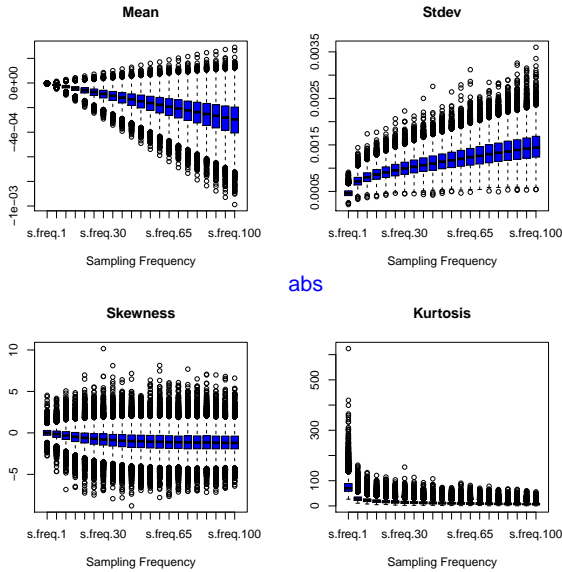 Mean
0e+00
−4e−04
−1e−03
s.freq.1 s.freq.30 s.freq.65 s.freq.100
Sampling Frequency
Stdev
0.0035
0.0025
0.0015
0.0005
s.freq.1 s.freq.30 s.freq.65 s.freq.100
Sampling Frequency
abs
Skewness
10
5
0
−5
s.freq.1 s.freq.30 s.freq.65 s.freq.100
Sampling Frequency
Kurtosis
500
300
100
0
s.freq.1 s.freq.30 s.freq.65 s.freq.100
Sampling Frequency